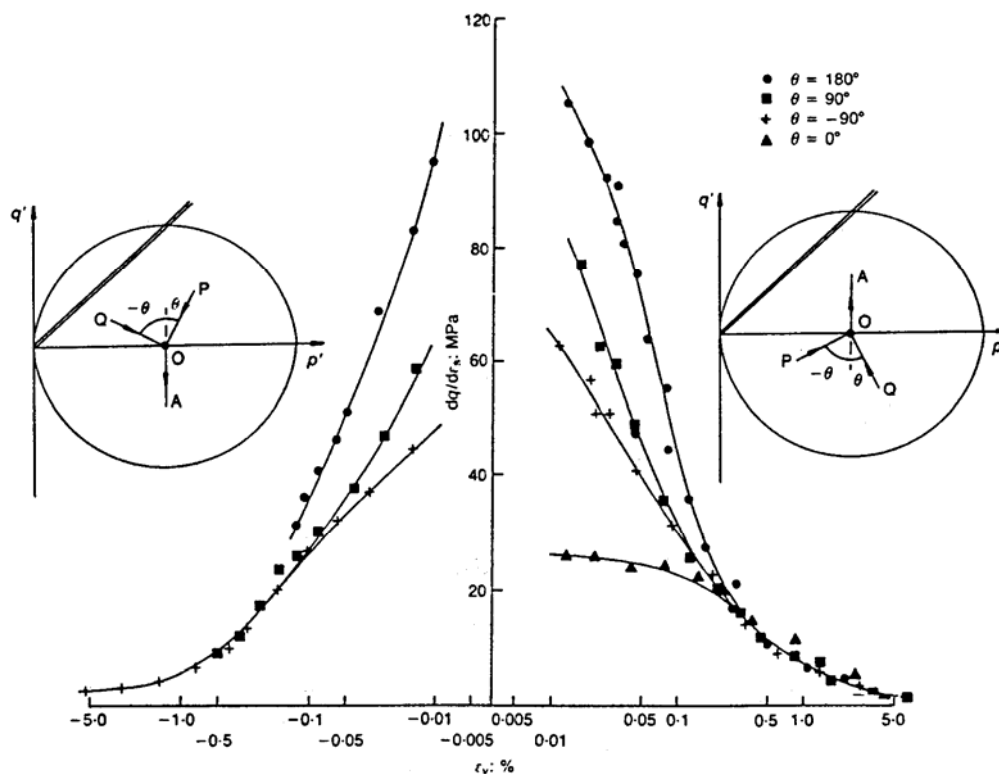 120
100
80
60
40
20
dq/dεₛ: MPa
● θ = 180°
■ θ = 90°
+ θ = −90°
▲ θ = 0°
q'
P
−θ
θ
Q
O
A
p'
q'
A
O
P
−θ
θ
Q
p'
−5·0
−1·0
−0·1
−0·01
0·005
0·05
0·1
0·5
1·0
5·0
−0·5
−0·05
−0·005
0·01
εᵥ: %